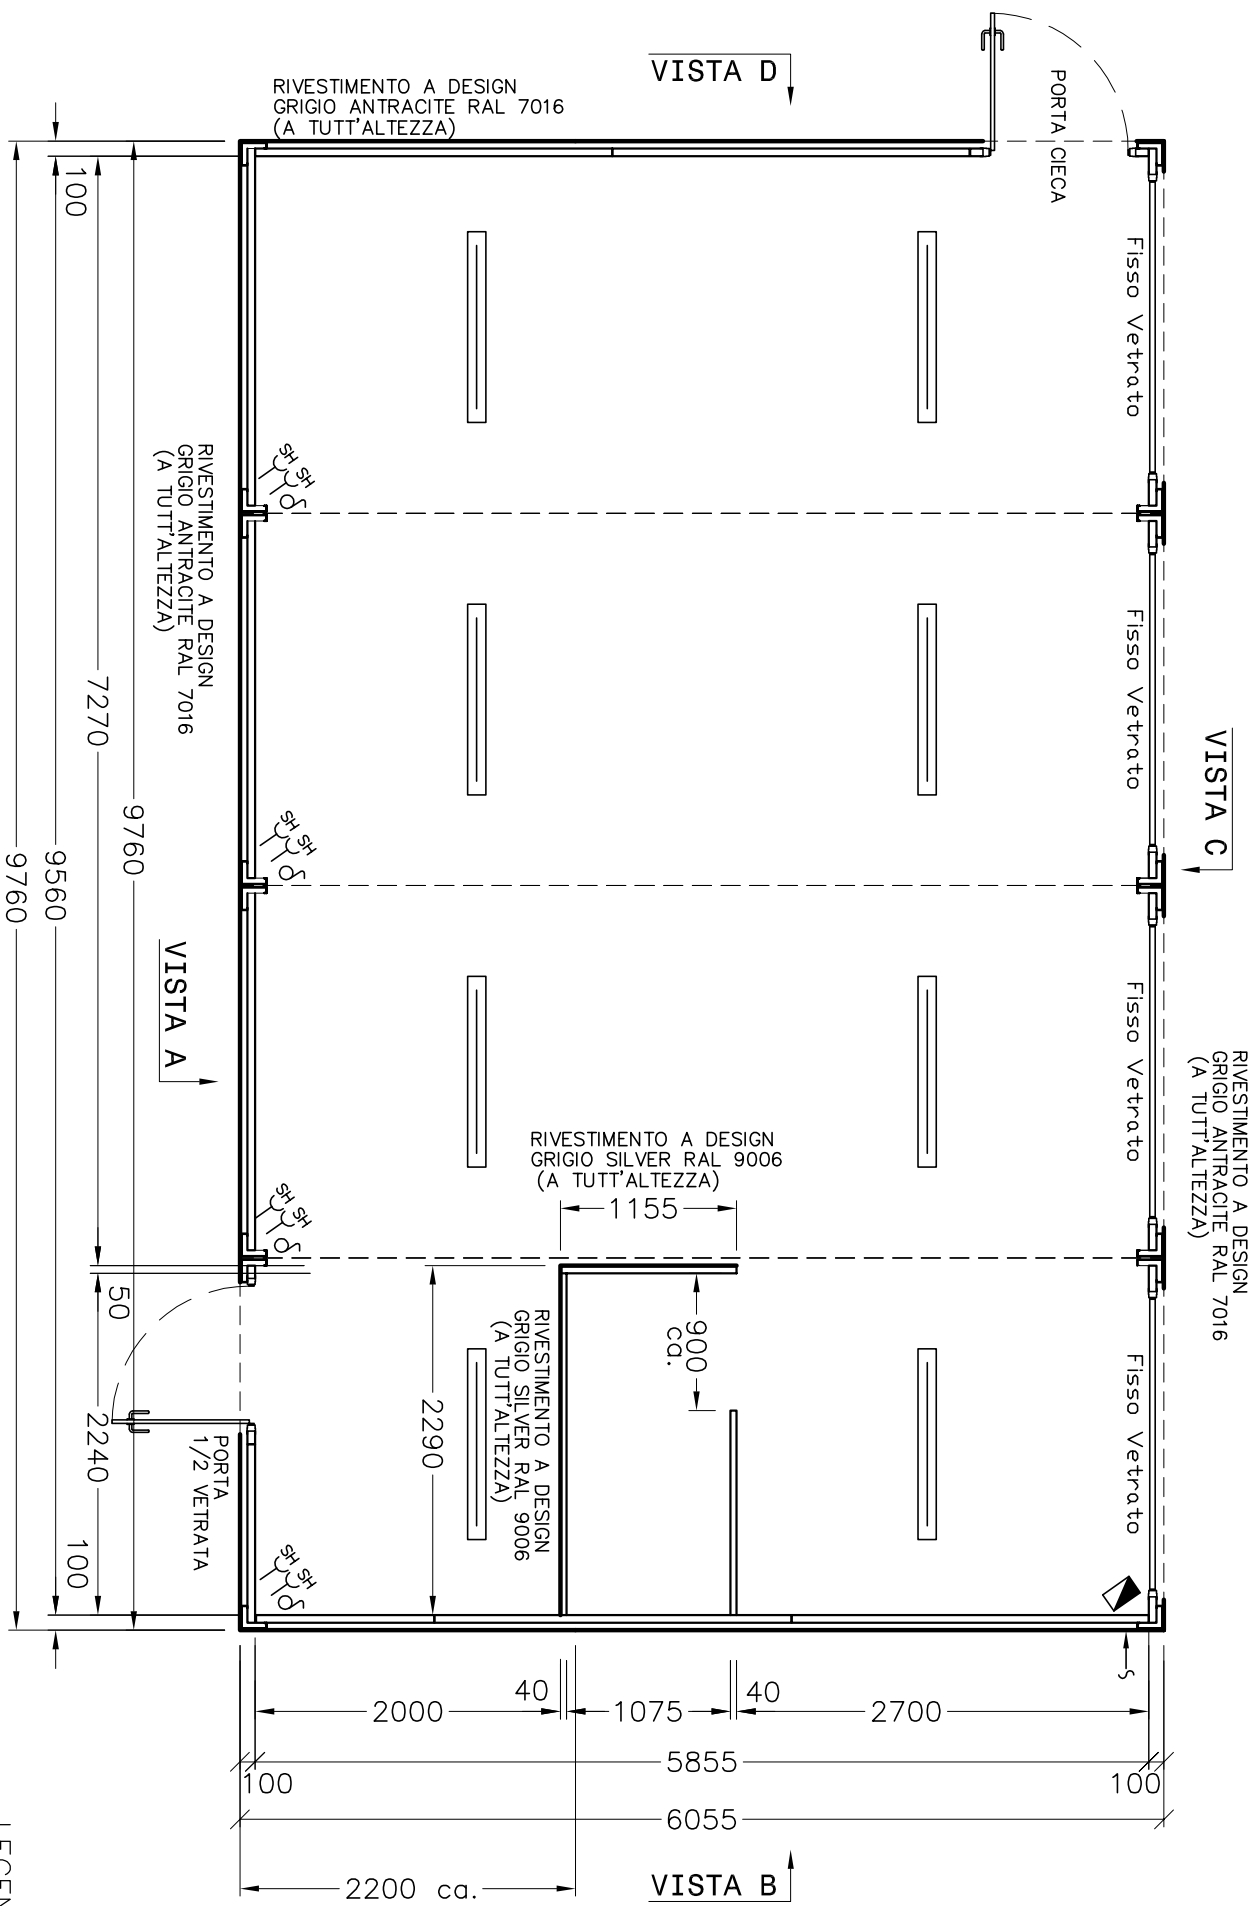 VISTA D
RIVESTIMENTO A DESIGN
GRIGIO ANTRACITE RAL 7016
(A TUTT'ALTEZZA)
PORTA CIECA
Fisso Vetrato
Fisso Vetrato
Fisso Vetrato
Fisso Vetrato
VISTA C
RIVESTIMENTO A DESIGN
GRIGIO ANTRACITE RAL 7016
(A TUTT'ALTEZZA)
RIVESTIMENTO A DESIGN
GRIGIO ANTRACITE RAL 7016
(A TUTT'ALTEZZA)
SH SH
SH SH
SH SH
SH SH
VISTA A
100
7270
9760
9560
9760
50
2240
100
PORTA
1/2 VETRATA
RIVESTIMENTO A DESIGN
GRIGIO SILVER RAL 9006
(A TUTT'ALTEZZA)
1155
900
ca.
RIVESTIMENTO A DESIGN
GRIGIO SILVER RAL 9006
(A TUTT'ALTEZZA)
2290
S
40
40
2000
1075
2700
5855
100
100
6055
2200 ca.
VISTA B